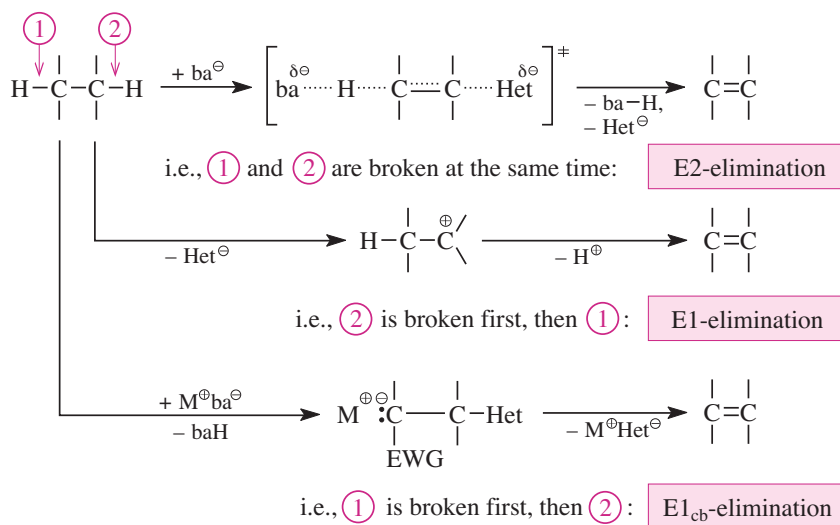 ① ②
H–C–C–H + ba⊖ [ba δ⊖ ····· H ····· C ═ C ····· Het δ⊖]‡ – ba–H, – Het⊖ C=C
i.e., ① and ② are broken at the same time: E2-elimination
– Het⊖ H–C–C⊕ – H⊕ C=C
i.e., ② is broken first, then ①: E1-elimination
+ M⊕ba⊖ – baH M⊕ ⊖:C–C–Het – M⊕Het⊖ C=C
EWG
i.e., ① is broken first, then ②: E1cb-elimination